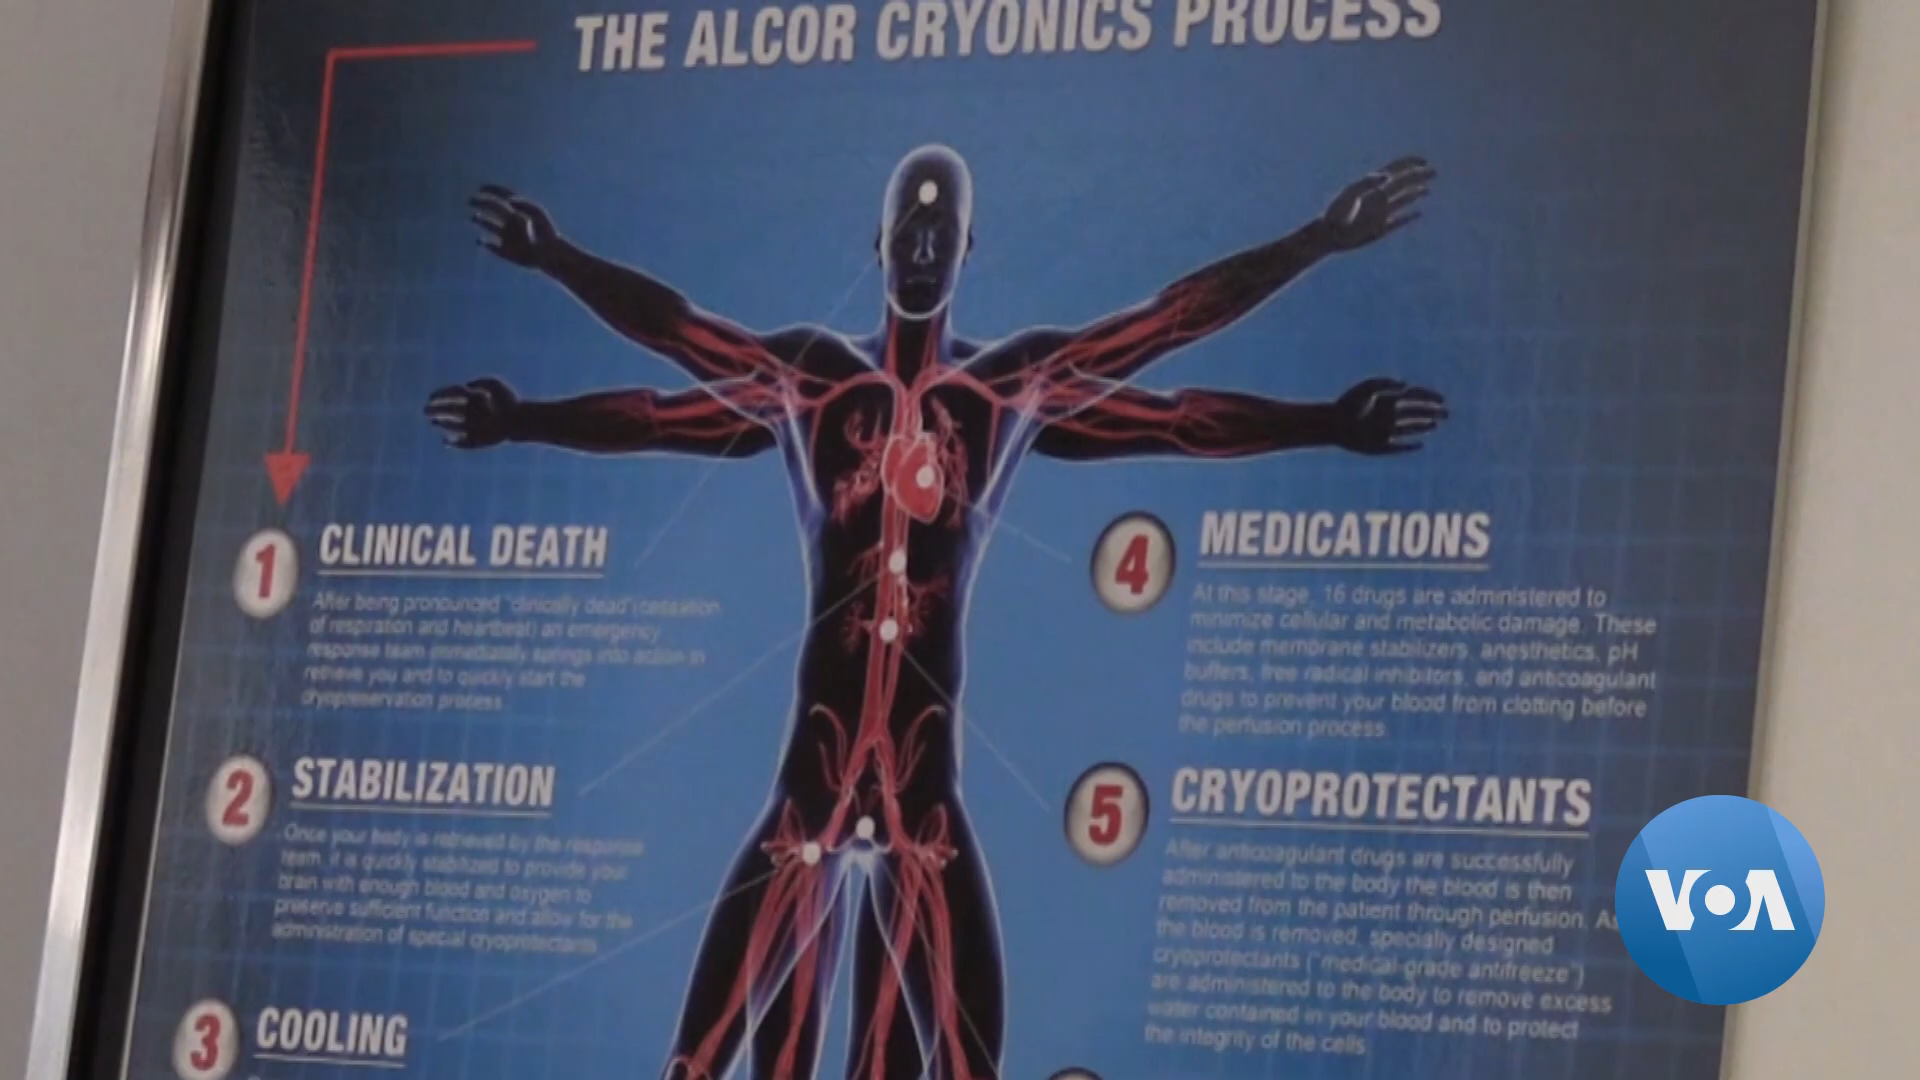 THE ALCOR CRYONICS PROCESS
1
CLINICAL DEATH
After being pronounced "clinically dead" (cessation
of respiration and heartbeat) an emergency
response team immediately springs into action to
retrieve you and to quickly start the
cryopreservation process.
2
STABILIZATION
Once your body is retrieved by the response
team, it is quickly stabilized to provide your
brain with enough blood and oxygen to
preserve sufficient function and allow for the
administration of special cryoprotectants.
3
COOLING
4
MEDICATIONS
At this stage, 16 drugs are administered to
minimize cellular and metabolic damage. These
include membrane stabilizers, anesthetics, pH
buffers, free radical inhibitors, and anticoagulant
drugs to prevent your blood from clotting before
the perfusion process.
5
CRYOPROTECTANTS
After anticoagulant drugs are successfully
administered to the body the blood is then
removed from the patient through perfusion. As
the blood is removed, specially designed
cryoprotectants ("medical-grade antifreeze")
are administered to the body to remove excess
water contained in your blood and to protect
the integrity of the cells.
VOA